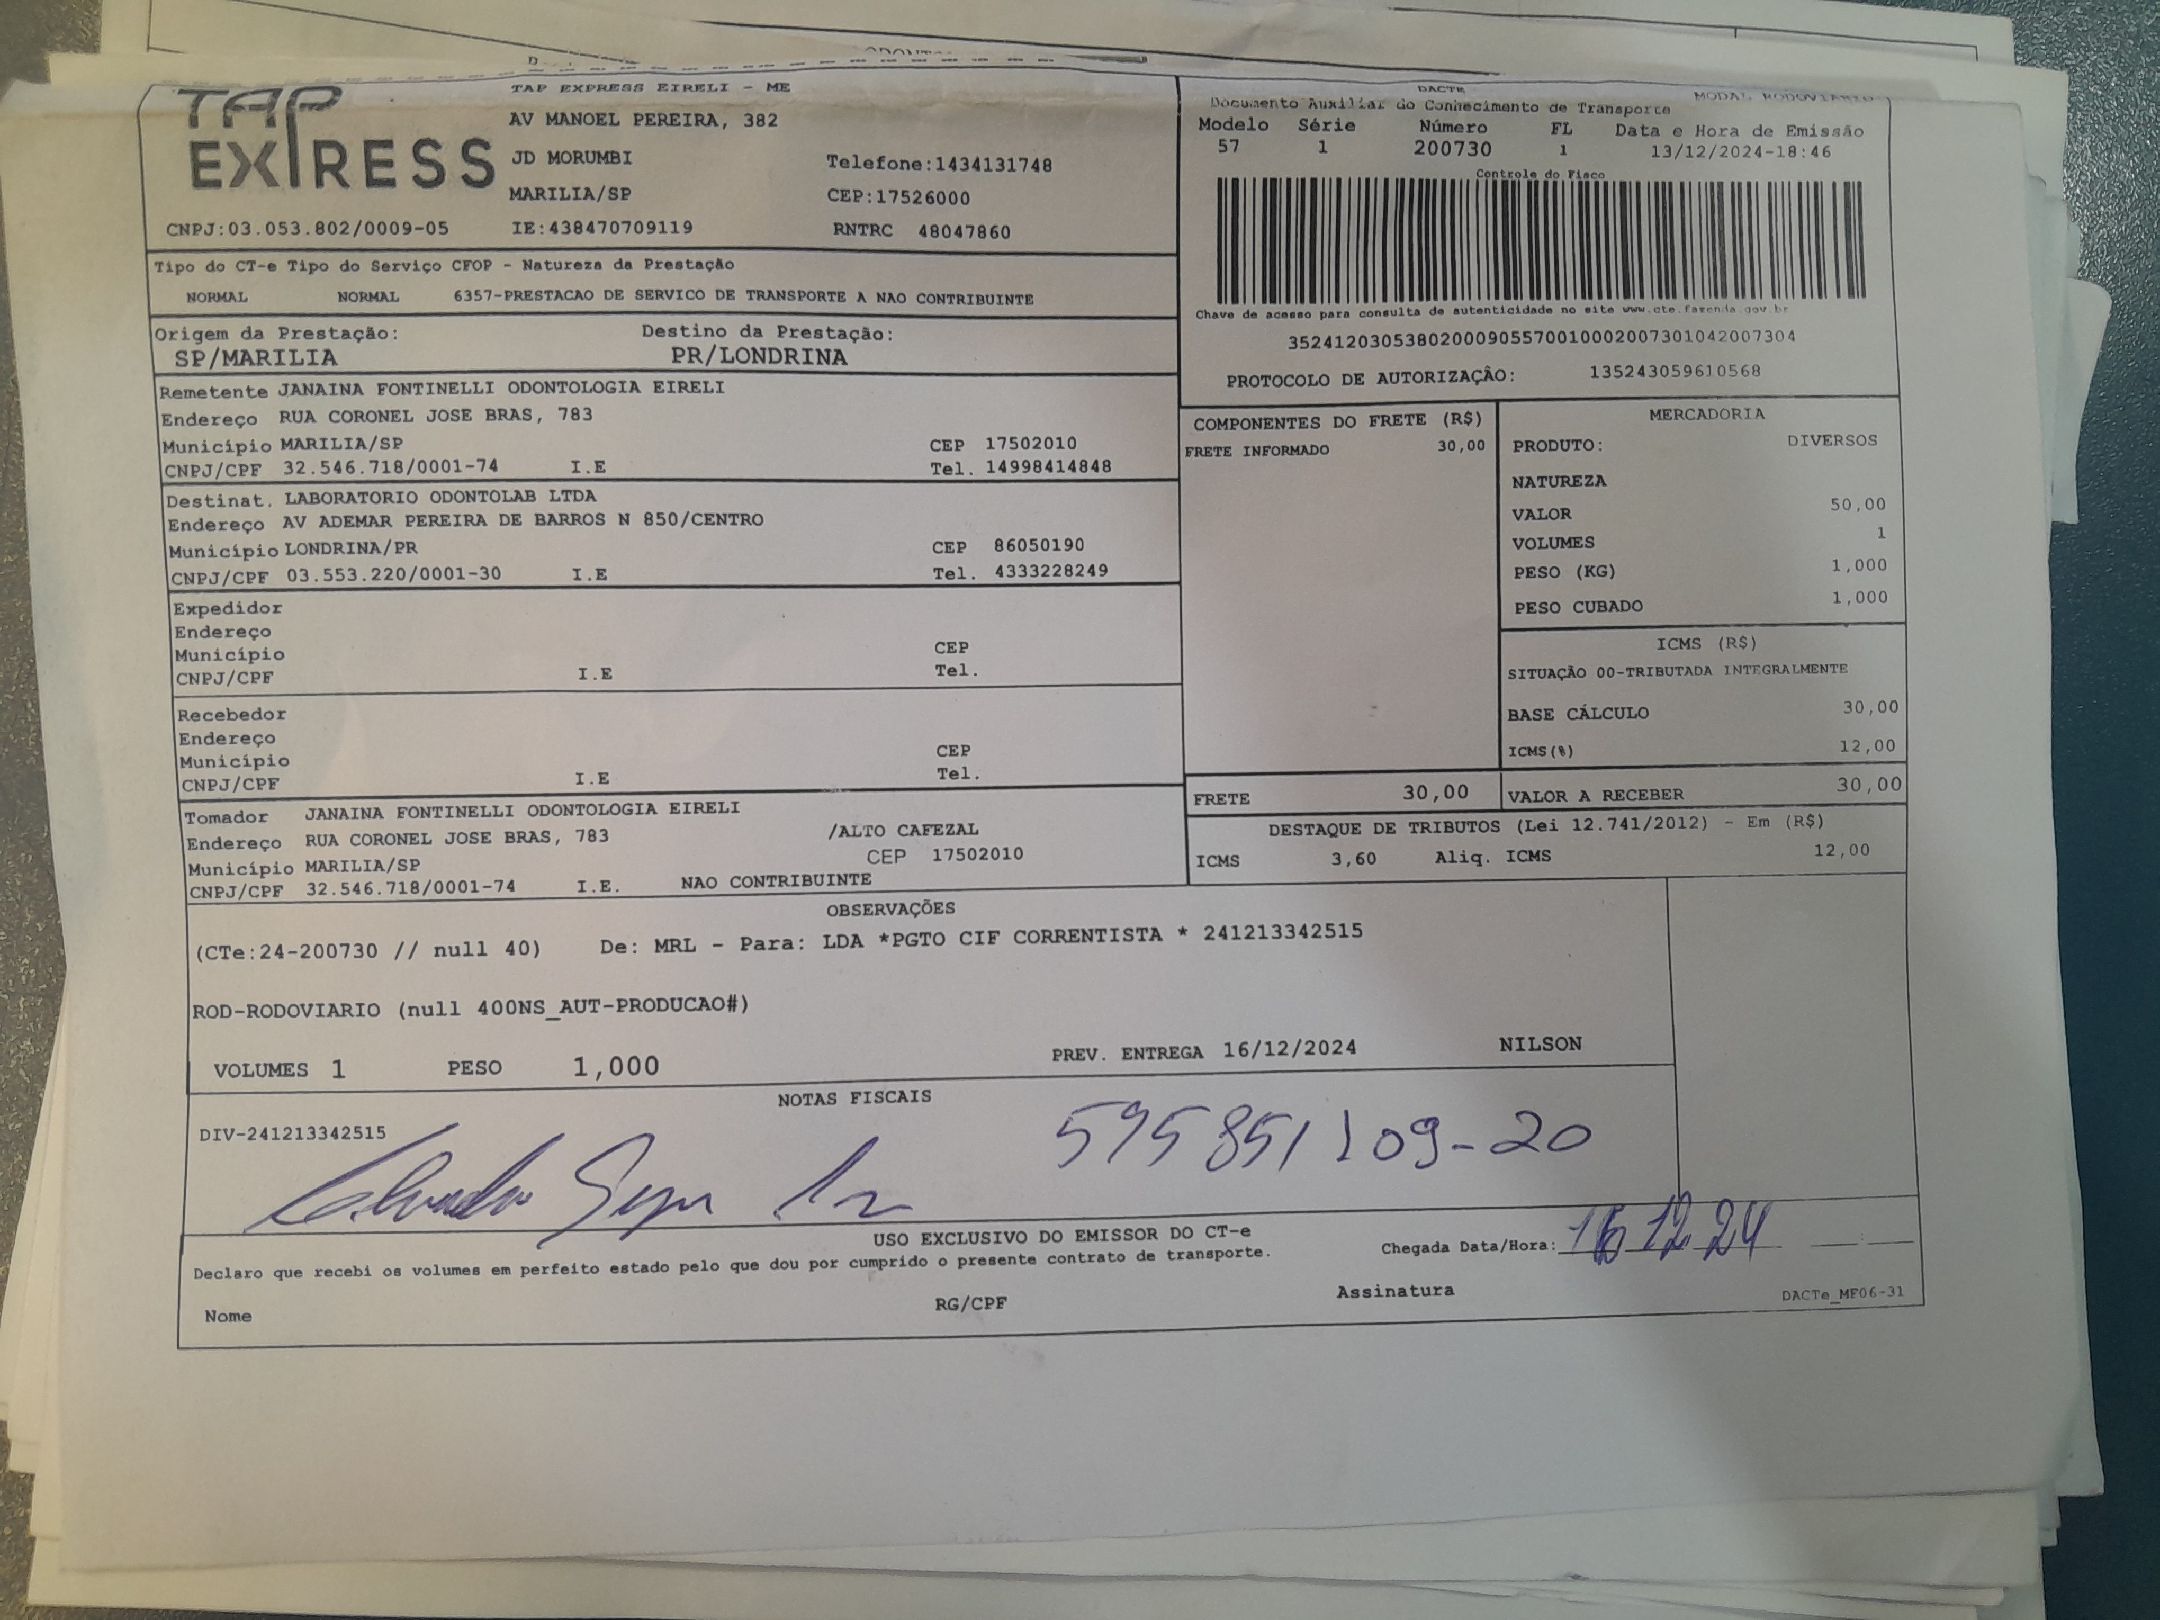 TAP EXPRESS
TAP EXPRESS EIRELI - ME
AV MANOEL PEREIRA, 382
JD MORUMBI Telefone:1434131748
MARILIA/SP CEP:17526000
CNPJ:03.053.802/0009-05 IE:438470709119 RNTRC 48047860
DACTE MODAL RODOVIARIO
Documento Auxiliar do Conhecimento de Transporte
Modelo Série Número FL Data e Hora de Emissão
57 1 200730 1 13/12/2024-18:46
Controle do Fisco
Chave de acesso para consulta de autenticidade no site www.cte.fazenda.gov.br
35241203053802000905570010002007301042007304
PROTOCOLO DE AUTORIZAÇÂO: 135243059610568
Tipo do CT-e Tipo do Serviço CFOP - Natureza da Prestação
NORMAL NORMAL 6357-PRESTACAO DE SERVICO DE TRANSPORTE A NAO CONTRIBUINTE
Origem da Prestação: Destino da Prestação:
SP/MARILIA PR/LONDRINA
Remetente JANAINA FONTINELLI ODONTOLOGIA EIRELI
Endereço RUA CORONEL JOSE BRAS, 783
Município MARILIA/SP CEP 17502010
CNPJ/CPF 32.546.718/0001-74 I.E Tel. 14998414848
Destinat. LABORATORIO ODONTOLAB LTDA
Endereço AV ADEMAR PEREIRA DE BARROS N 850/CENTRO
Município LONDRINA/PR CEP 86050190
CNPJ/CPF 03.553.220/0001-30 I.E Tel. 4333228249
Expedidor
Endereço
Município CEP
CNPJ/CPF I.E Tel.
Recebedor
Endereço
Município CEP
CNPJ/CPF I.E Tel.
Tomador JANAINA FONTINELLI ODONTOLOGIA EIRELI
Endereço RUA CORONEL JOSE BRAS, 783 /ALTO CAFEZAL
Município MARILIA/SP CEP 17502010
CNPJ/CPF 32.546.718/0001-74 I.E. NAO CONTRIBUINTE
COMPONENTES DO FRETE (R$)
FRETE INFORMADO 30,00
MERCADORIA
PRODUTO: DIVERSOS
NATUREZA
VALOR 50,00
VOLUMES 1
PESO (KG) 1,000
PESO CUBADO 1,000
ICMS (R$)
SITUAÇÃO 00-TRIBUTADA INTEGRALMENTE
BASE CÁLCULO 30,00
ICMS(%) 12,00
FRETE 30,00 VALOR A RECEBER 30,00
DESTAQUE DE TRIBUTOS (Lei 12.741/2012) - Em (R$)
ICMS 3,60 Aliq. ICMS 12,00
OBSERVAÇÕES
(CTe:24-200730 // null 40) De: MRL - Para: LDA *PGTO CIF CORRENTISTA * 241213342515
ROD-RODOVIARIO (null 400NS_AUT-PRODUCAO#)
VOLUMES 1 PESO 1,000 PREV. ENTREGA 16/12/2024 NILSON
NOTAS FISCAIS
DIV-241213342515
09-20
USO EXCLUSIVO DO EMISSOR DO CT-e
Declaro que recebi os volumes em perfeito estado pelo que dou por cumprido o presente contrato de transporte. Chegada Data/Hora: 16 12 24 __:__
Nome RG/CPF Assinatura DACTe_MF06-31